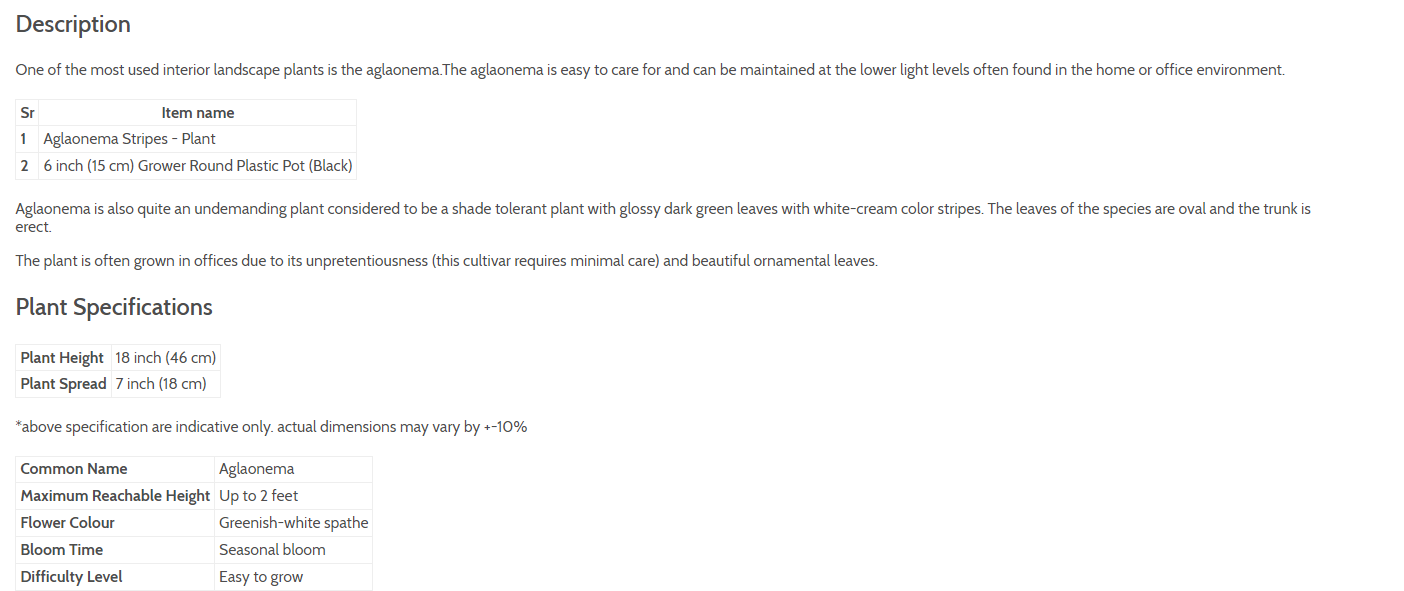 Description
One of the most used interior landscape plants is the aglaonema.The aglaonema is easy to care for and can be maintained at the lower light levels often found in the home or office environment.
Sr Item name
1 Aglaonema Stripes - Plant
2 6 inch (15 cm) Grower Round Plastic Pot (Black)
Aglaonema is also quite an undemanding plant considered to be a shade tolerant plant with glossy dark green leaves with white-cream color stripes. The leaves of the species are oval and the trunk is
erect.
The plant is often grown in offices due to its unpretentiousness (this cultivar requires minimal care) and beautiful ornamental leaves.
Plant Specifications
Plant Height 18 inch (46 cm)
Plant Spread 7 inch (18 cm)
*above specification are indicative only. actual dimensions may vary by +-10%
Common Name Aglaonema
Maximum Reachable Height Up to 2 feet
Flower Colour Greenish-white spathe
Bloom Time Seasonal bloom
Difficulty Level Easy to grow